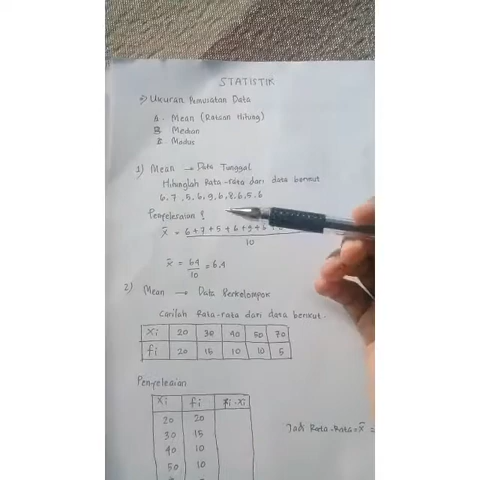 STATISTIK
2) Ukuran Pemusatan Data
A. Mean (Rataan Hitung)
B. Median
B. Modus
1) Mean → Data Tunggal
Hitunglah Rata-rata dari data berikut
6,7,5,6,9,6,8,6,5,6
Penyelesaian ?
x̄ = 6+7+5+6+9+6+
10
x̄ = 64 = 6,4
10
2) Mean → Data Berkelompok
Carilah Rata-rata dari data berikut.
Xi 20 30 40 50 70
fi 20 15 10 10 5
Penyelesaian
Xi fi fi.xi
20 20
30 15
40 10
50 10
Jadi Rata-Rata = x̄ =